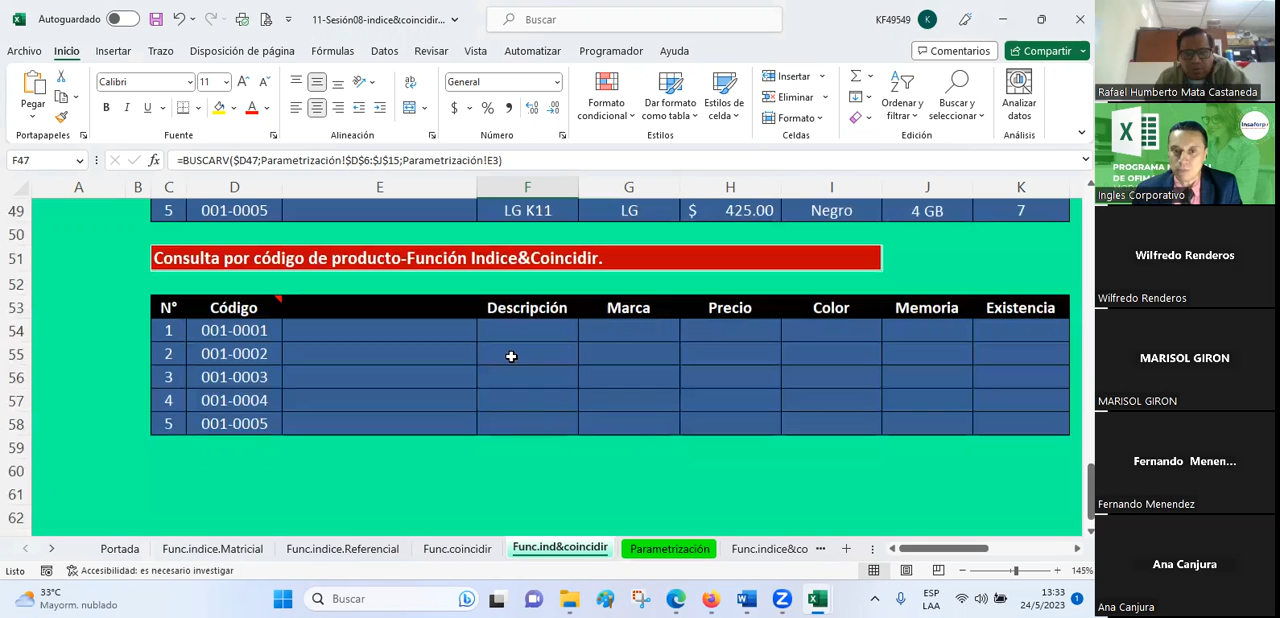 Autoguardado
11-Sesión08-indice&coincidir...
Buscar
KF49549
K
Archivo Inicio Insertar Trazo Disposición de página Fórmulas Datos Revisar Vista Automatizar Programador Ayuda
Comentarios
Compartir
Pegar
Calibri
11
General
Formato condicional
Dar formato como tabla
Estilos de celda
Insertar
Eliminar
Formato
Ordenar y filtrar
Buscar y seleccionar
Analizar datos
Portapapeles Fuente Alineación Número Estilos Celdas Edición Análisis
F47
=BUSCARV($D47;Parametrización!$D$6:$J$15;Parametrización!E3)
A B C D E F G H I J K
49 5 001-0005 LG K11 LG $ 425.00 Negro 4 GB 7
50
51 Consulta por código de producto-Función Indice&Coincidir.
52
53 N° Código Descripción Marca Precio Color Memoria Existencia
54 1 001-0001
55 2 001-0002
56 3 001-0003
57 4 001-0004
58 5 001-0005
59
60
61
62
Portada Func.indice.Matricial Func.indice.Referencial Func.coincidir Func.ind&coincidir Parametrización Func.indice&co ...
Listo
Accesibilidad: es necesario investigar
145%
33°C
Mayorm. nublado
Buscar
ESP
LAA
13:33
24/5/2023
1
Rafael Humberto Mata Castaneda
Insaforp
PROGRAMA
DE OFI
Ingles Corporativo
Wilfredo Renderos
Wilfredo Renderos
MARISOL GIRON
MARISOL GIRON
Fernando Menen...
Fernando Menendez
Ana Canjura
Ana Canjura